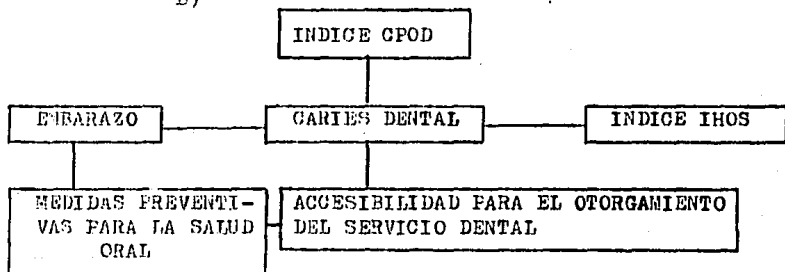 B)
INDICE CPOD
EMBARAZO
CARIES DENTAL
INDICE IHOS
MEDIDAS PREVENTI-
VAS PARA LA SALUD
ORAL
ACCESIBILIDAD PARA EL OTORGAMIENTO
DEL SERVICIO DENTAL